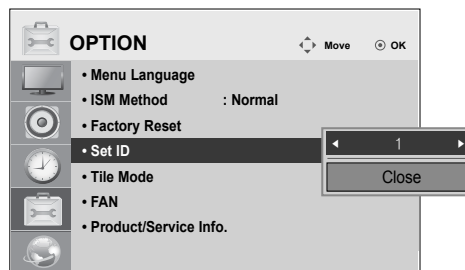 OPTION
Move
OK
• Menu Language
• ISM Method : Normal
• Factory Reset
• Set ID
• Tile Mode
• FAN
• Product/Service Info.
◄ 1 ►
Close